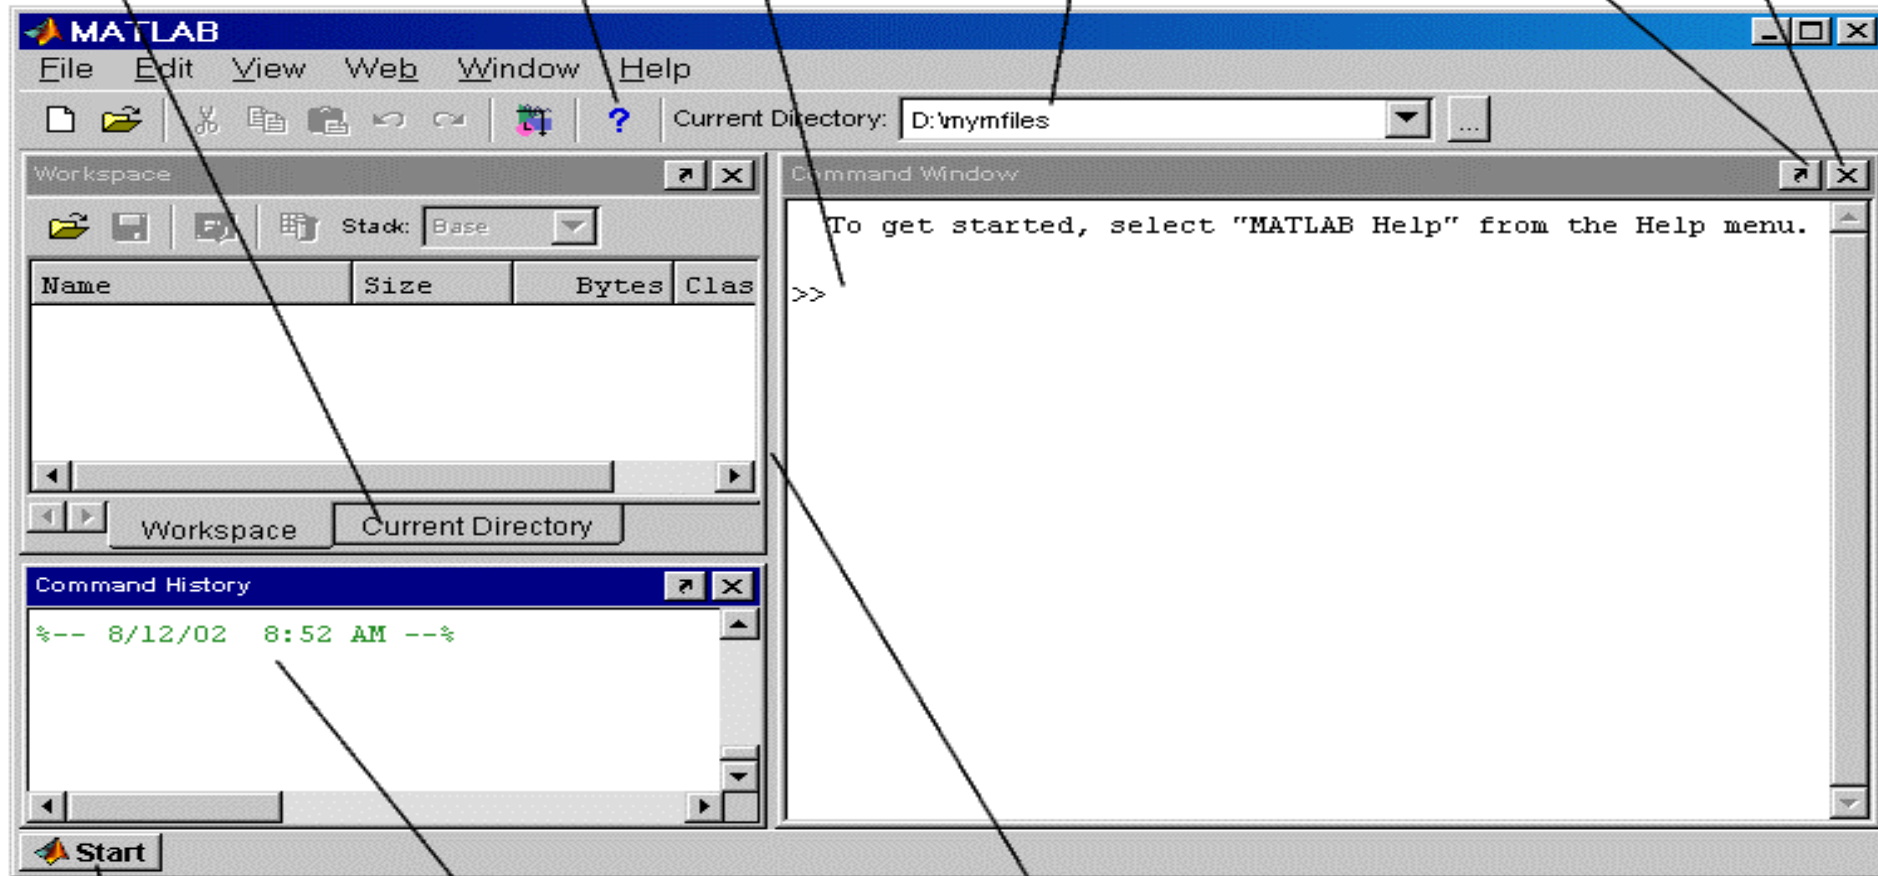 MATLAB
File Edit View Web Window Help
? Current Directory: D:\mymfiles ...
Workspace
Stack: Base
Name Size Bytes Clas
Workspace Current Directory
Command History
%-- 8/12/02 8:52 AM --%
Command Window
To get started, select "MATLAB Help" from the Help menu.
>>
Start